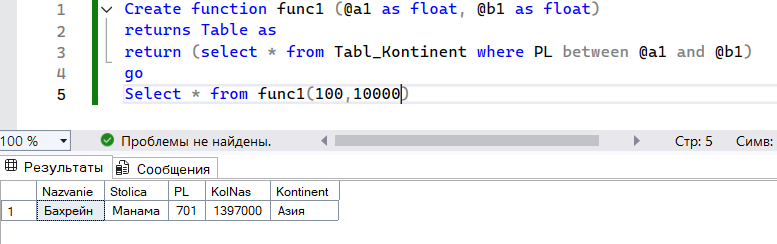 1 Create function func1 (@a1 as float, @b1 as float)
2 returns Table as
3 return (select * from Tabl_Kontinent where PL between @a1 and @b1)
4 go
5 Select * from func1(100,10000)
100 % Проблемы не найдены. Стр: 5 Симв:
Результаты Сообщения
Nazvanie Stolica PL KolNas Kontinent
1 Бахрейн Манама 701 1397000 Азия